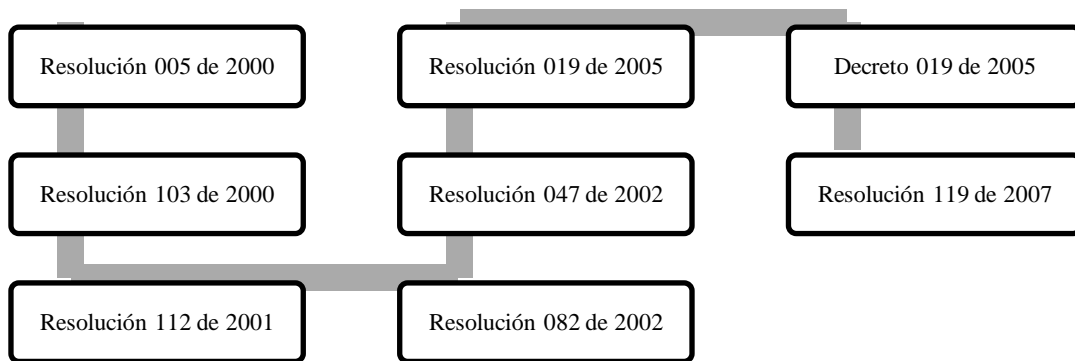 Resolución 005 de 2000
Resolución 103 de 2000
Resolución 112 de 2001
Resolución 082 de 2002
Resolución 047 de 2002
Resolución 019 de 2005
Decreto 019 de 2005
Resolución 119 de 2007